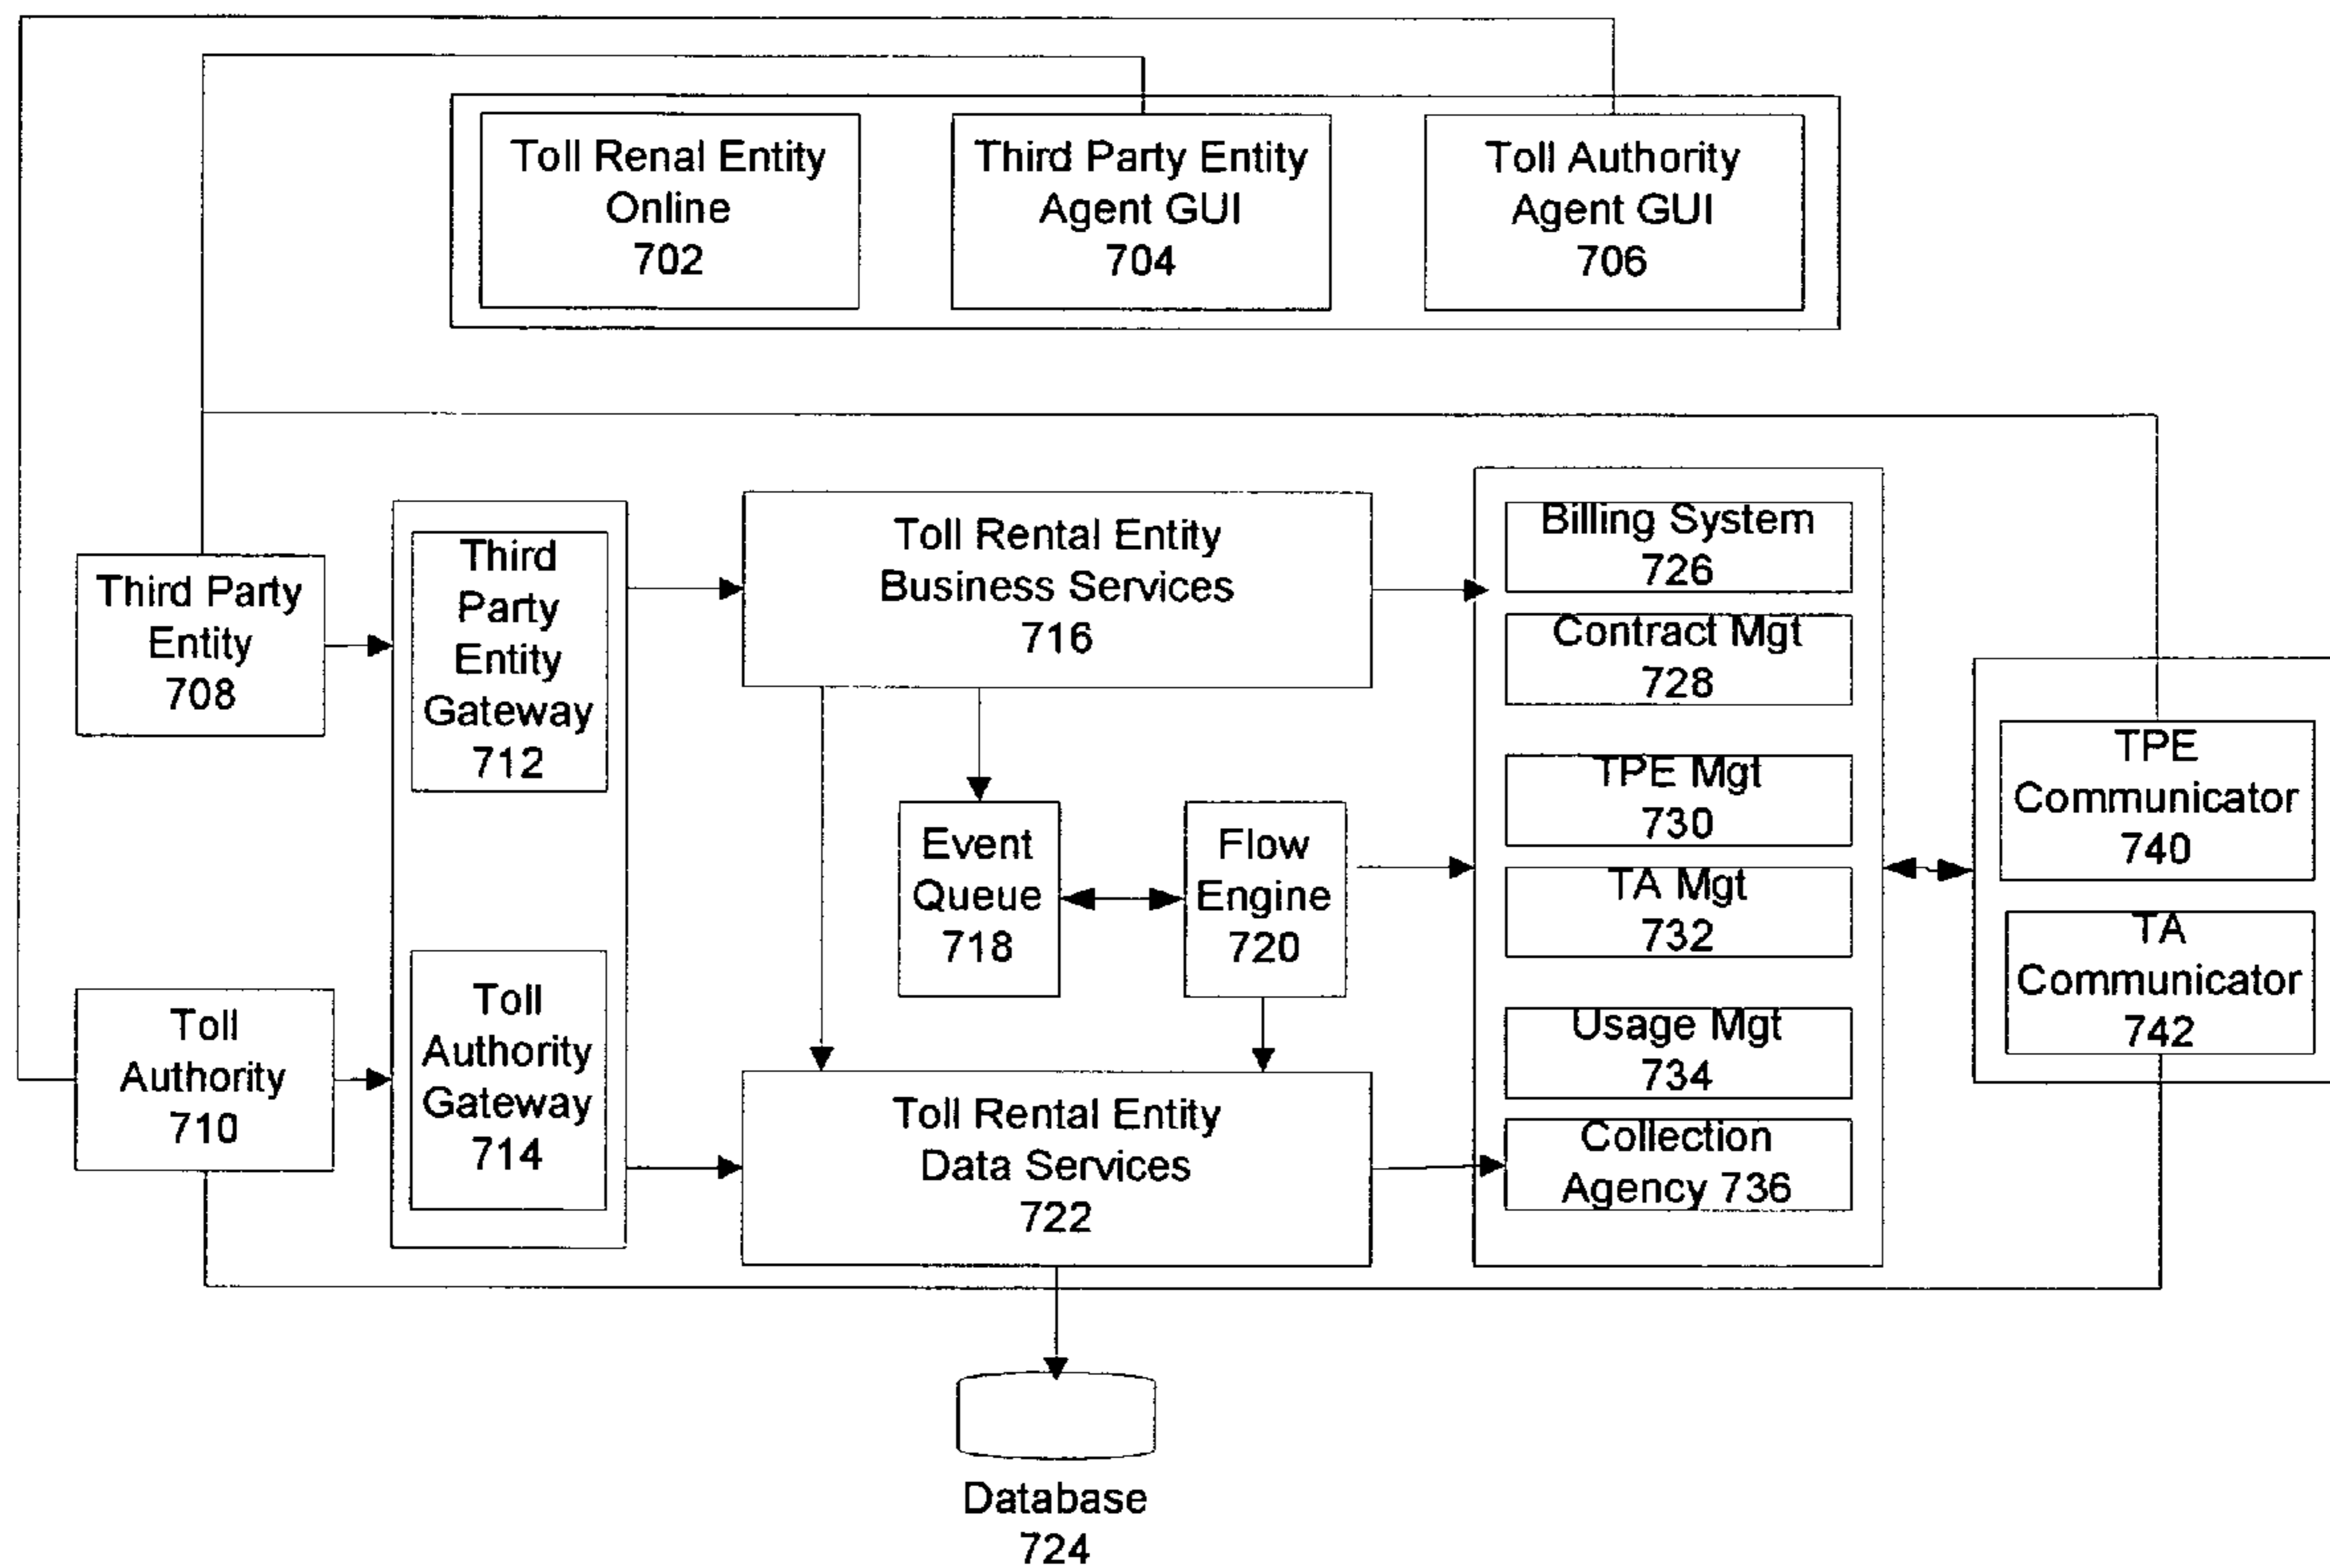 Toll Renal Entity
Online
702
Third Party Entity
Agent GUI
704
Toll Authority
Agent GUI
706
Third Party
Entity
708
Toll
Authority
710
Third
Party
Entity
Gateway
712
Toll
Authority
Gateway
714
Toll Rental Entity
Business Services
716
Event
Queue
718
Flow
Engine
720
Toll Rental Entity
Data Services
722
Database
724
Billing System
726
Contract Mgt
728
TPE Mgt
730
TA Mgt
732
Usage Mgt
734
Collection
Agency 736
TPE
Communicator
740
TA
Communicator
742